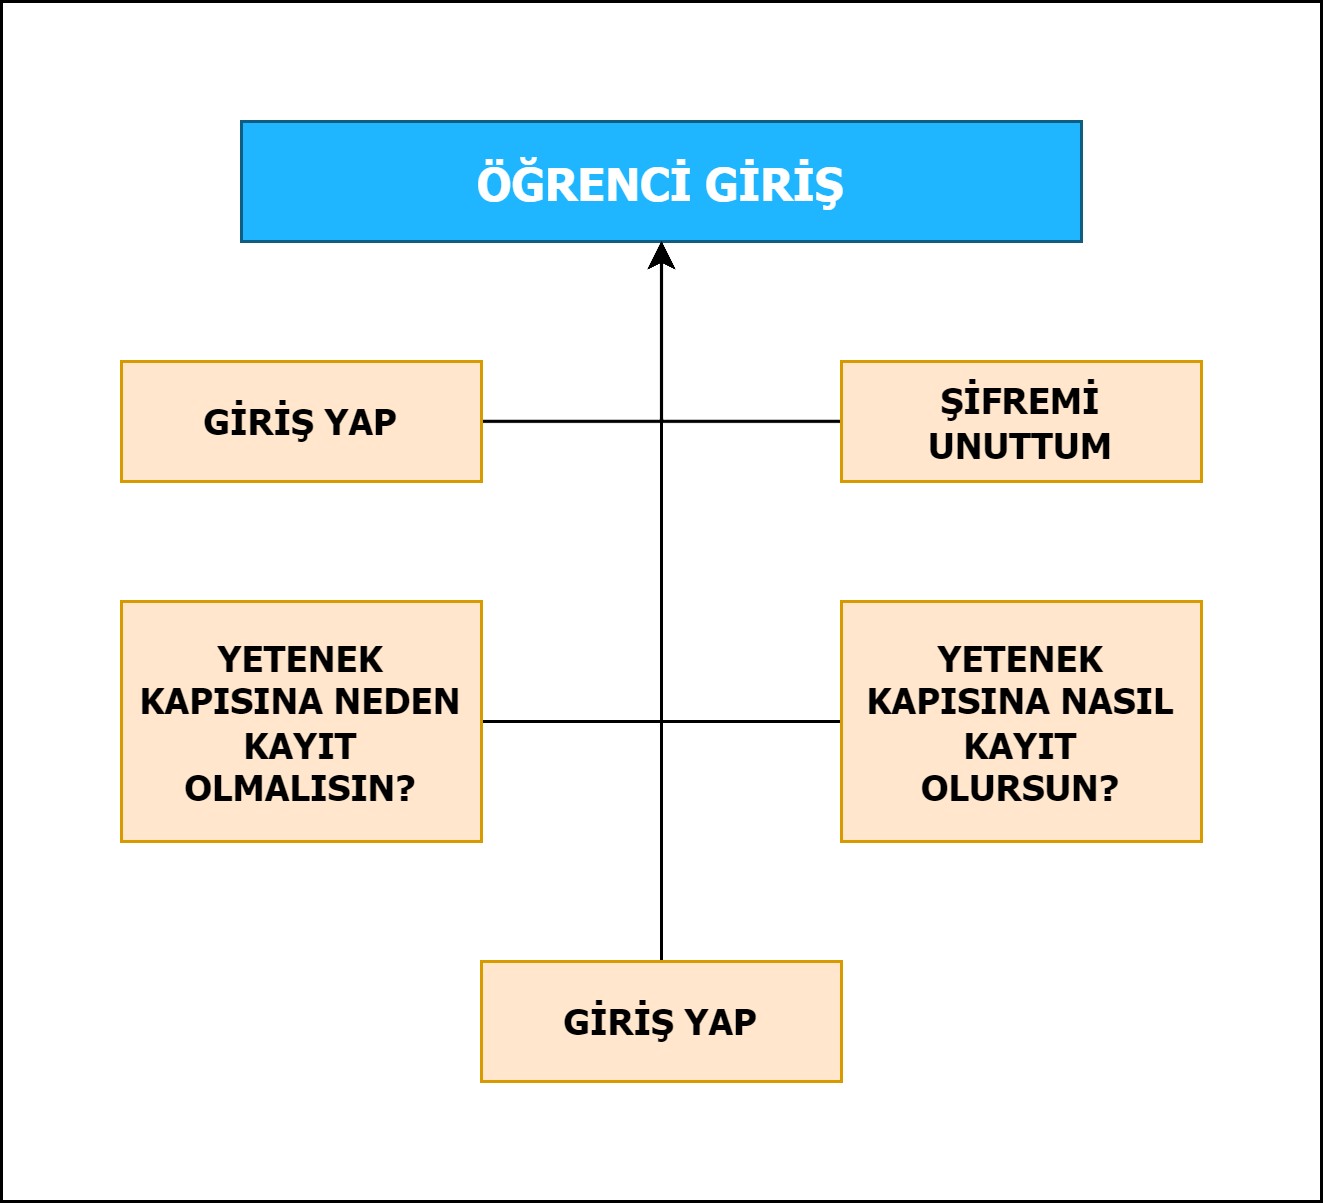 ÖĞRENCİ GİRİŞ
GİRİŞ YAP
ŞİFREMİ
UNUTTUM
YETENEK
KAPISINA NEDEN
KAYIT
OLMALISIN?
YETENEK
KAPISINA NASIL
KAYIT
OLURSUN?
GİRİŞ YAP